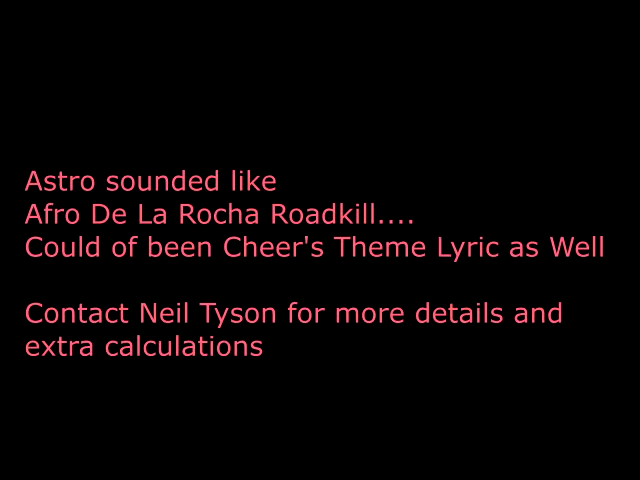 Astro sounded like
Afro De La Rocha Roadkill....
Could of been Cheer's Theme Lyric as Well
Contact Neil Tyson for more details and
extra calculations